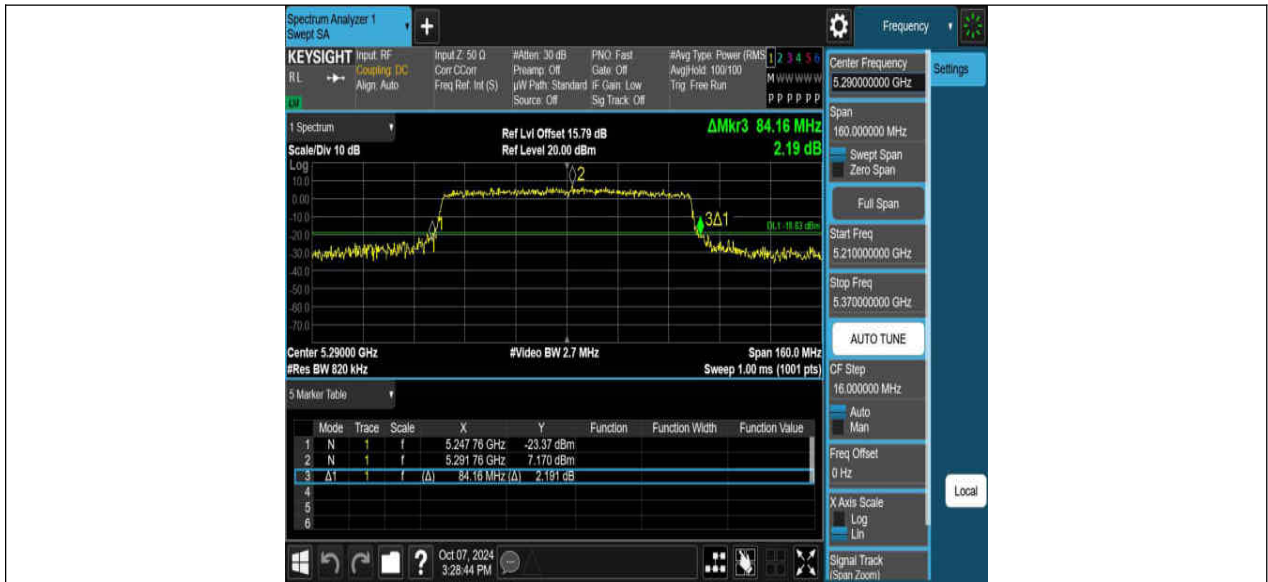 Spectrum Analyzer 1
Swept SA
+
Frequency
KEYSIGHT
RL
LM
Input: RF
Coupling: DC
Align: Auto
Input Z: 50 Ω
Corr CCorr
Freq Ref: Int (S)
#Atten: 30 dB
Preamp: Off
µW Path: Standard
Source: Off
PNO: Fast
Gate: Off
IF Gain: Low
Sig Track: Off
#Avg Type: Power (RMS
Avg|Hold: 100/100
Trig: Free Run
1 2 3 4 5 6
M W W W W W
P P P P P P
1 Spectrum
Scale/Div 10 dB
Ref Lvl Offset 15.79 dB
Ref Level 20.00 dBm
ΔMkr3 84.16 MHz
2.19 dB
Log
10.0
0.00
-10.0
-20.0
-30.0
-40.0
-50.0
-60.0
-70.0
2
1
3Δ1
DL1 -18.83 dBm
Center 5.29000 GHz
#Video BW 2.7 MHz
Span 160.0 MHz
#Res BW 820 kHz
Sweep 1.00 ms (1001 pts)
5 Marker Table
Mode Trace Scale X Y Function Function Width Function Value
1 N 1 f 5.247 76 GHz -23.37 dBm
2 N 1 f 5.291 76 GHz 7.170 dBm
3 Δ1 1 f (Δ) 84.16 MHz (Δ) 2.191 dB
4
5
6
?
Oct 07, 2024
3:28:44 PM
Center Frequency
5.290000000 GHz
Settings
Span
160.000000 MHz
Swept Span
Zero Span
Full Span
Start Freq
5.210000000 GHz
Stop Freq
5.370000000 GHz
AUTO TUNE
CF Step
16.000000 MHz
Auto
Man
Freq Offset
0 Hz
X Axis Scale
Log
Lin
Signal Track
(Span Zoom)
Local